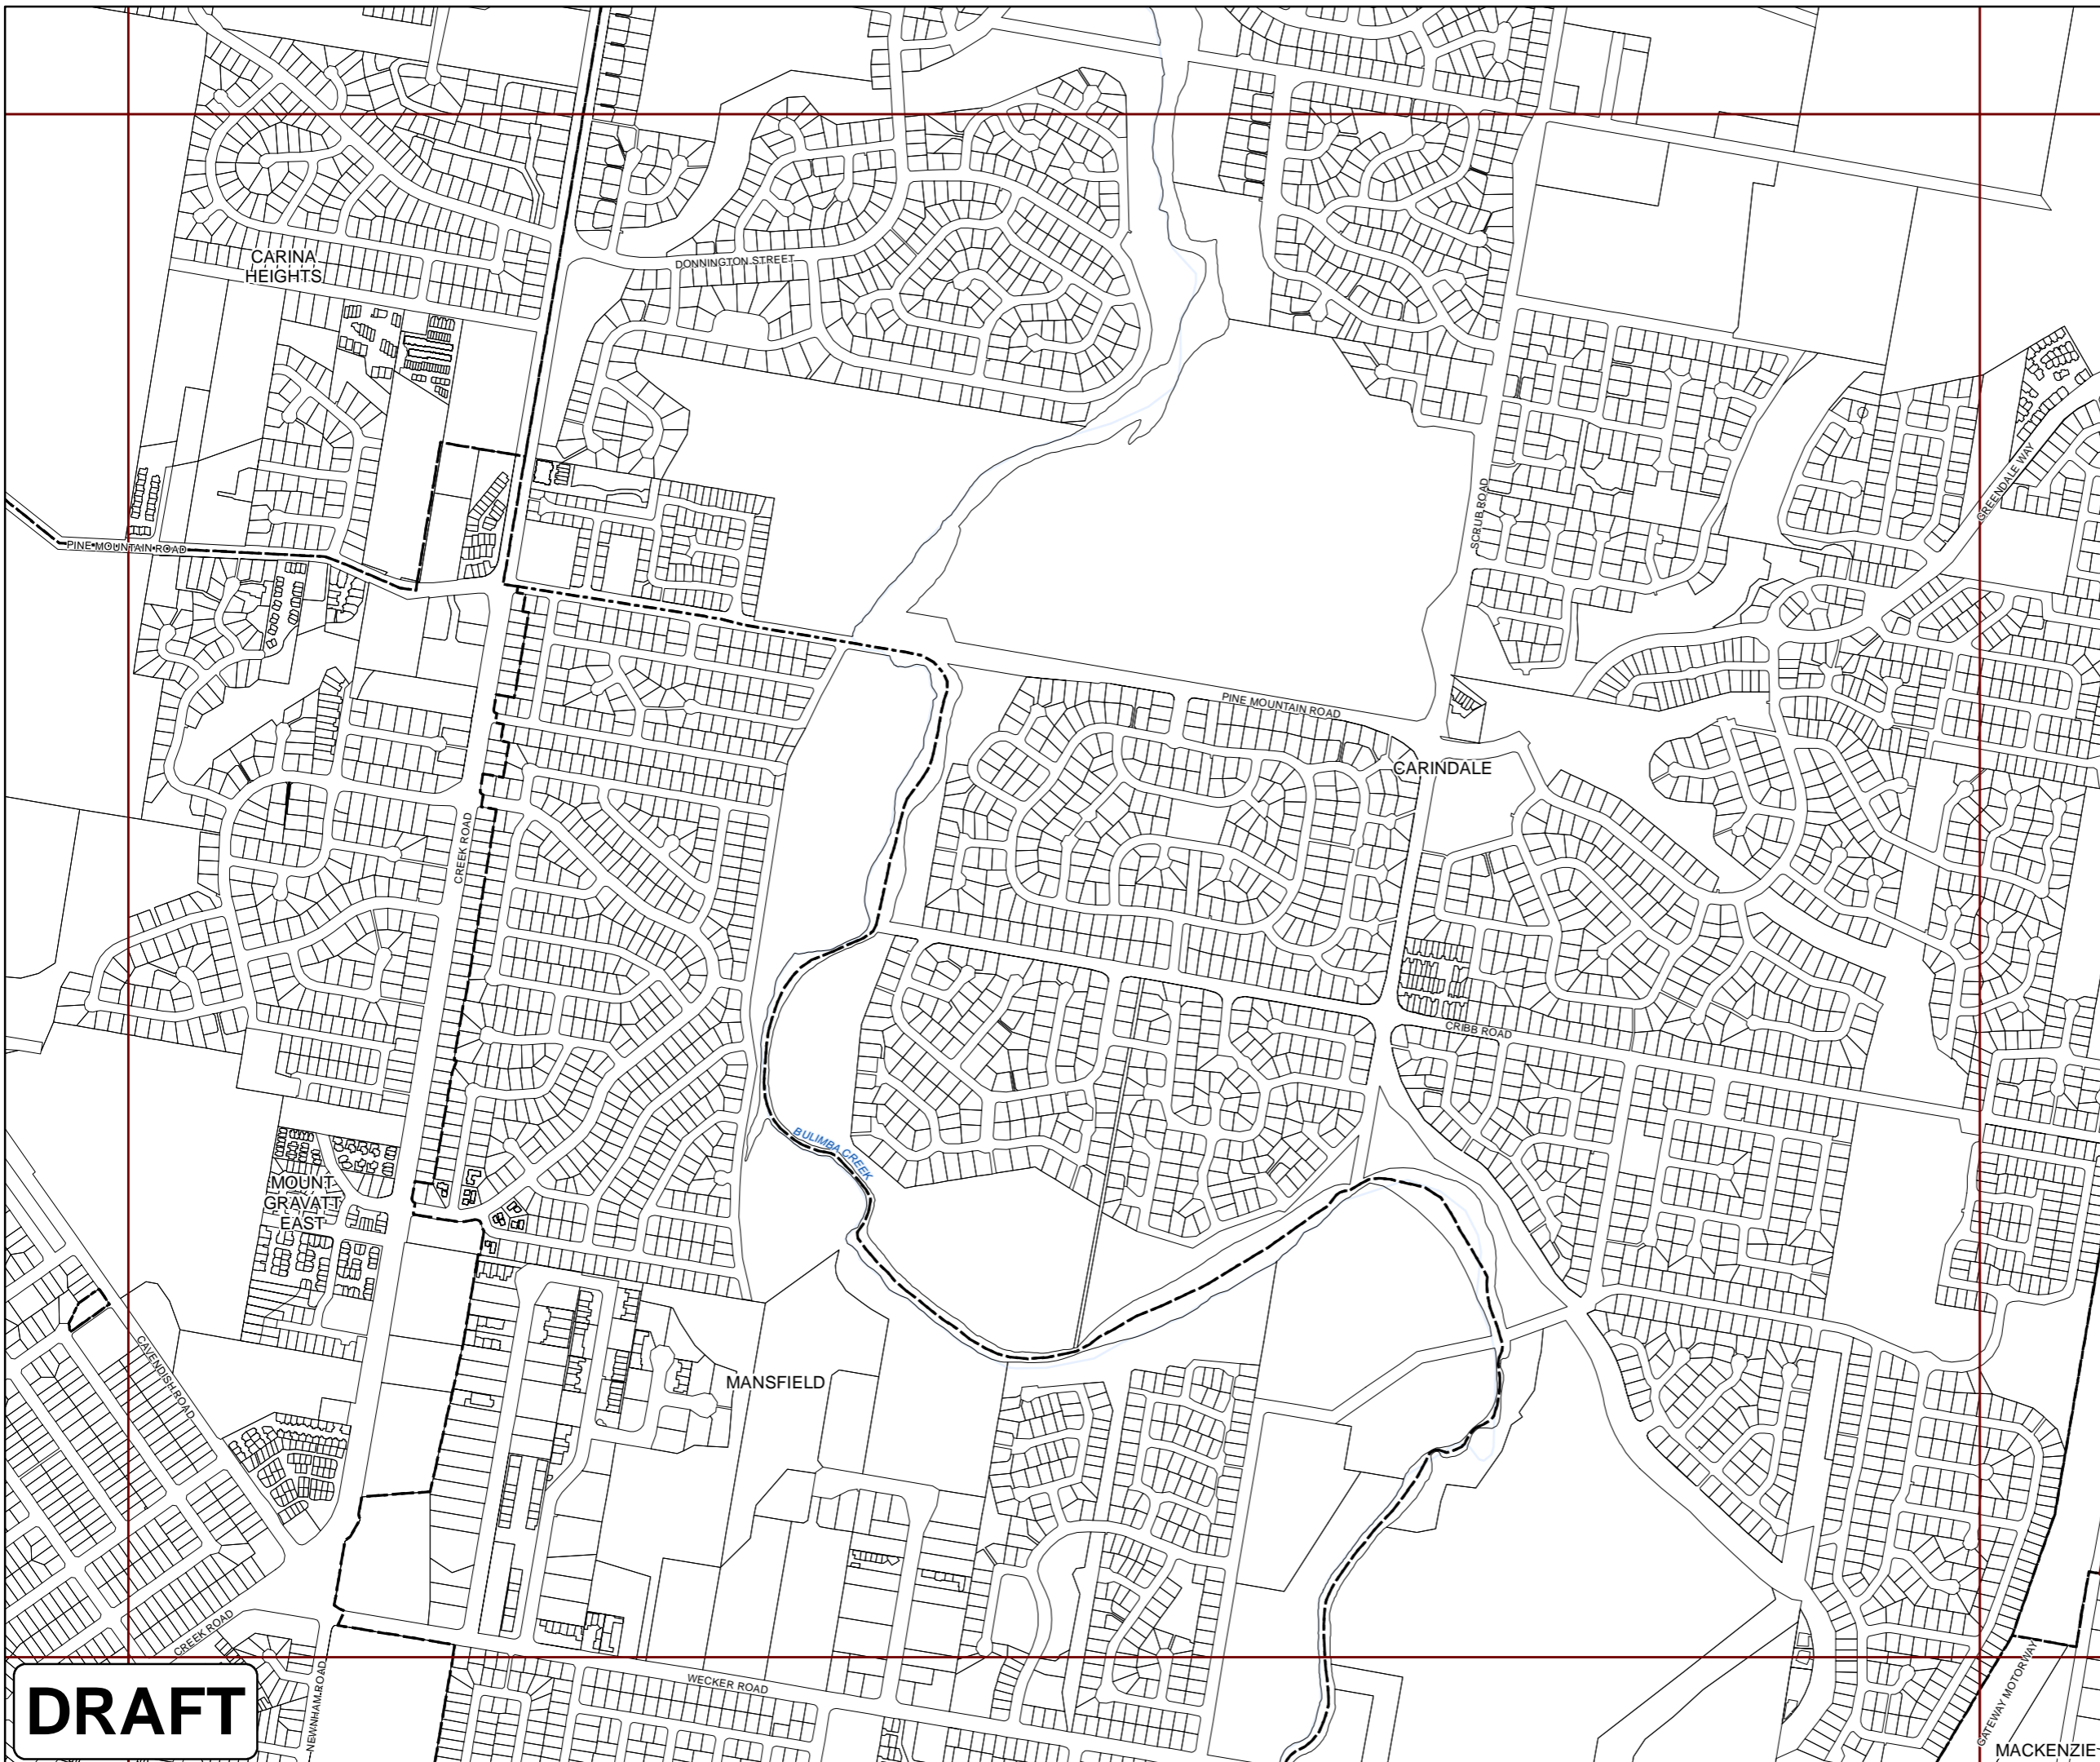 CARINA
HEIGHTS
DONNINGTON STREET
GREENDALE WAY
SCRUB ROAD
PINE MOUNTAIN ROAD
PINE MOUNTAIN ROAD
CARINDALE
CREEK ROAD
CRIBB ROAD
BULIMBA CREEK
MOUNT
GRAVATT
EAST
CAVENDISH ROAD
MANSFIELD
CREEK ROAD
NEWNHAM ROAD
WECKER ROAD
GATEWAY MOTORWAY
DRAFT
MACKENZIE